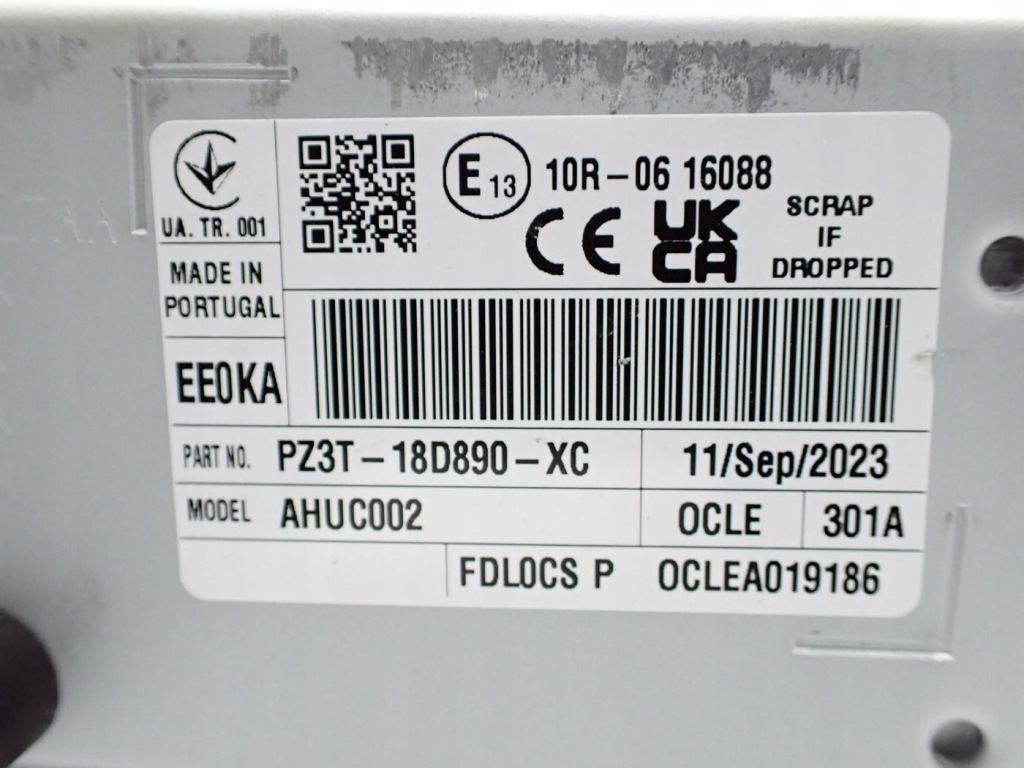 UA. TR. 001
MADE IN
PORTUGAL
EE0KA
E 13
10R-06 16088
CE
UK
CA
SCRAP
IF
DROPPED
PART NO. PZ3T-18D890-XC 11/Sep/2023
MODEL AHUC002 OCLE 301A
FDLOCS P OCLEA019186